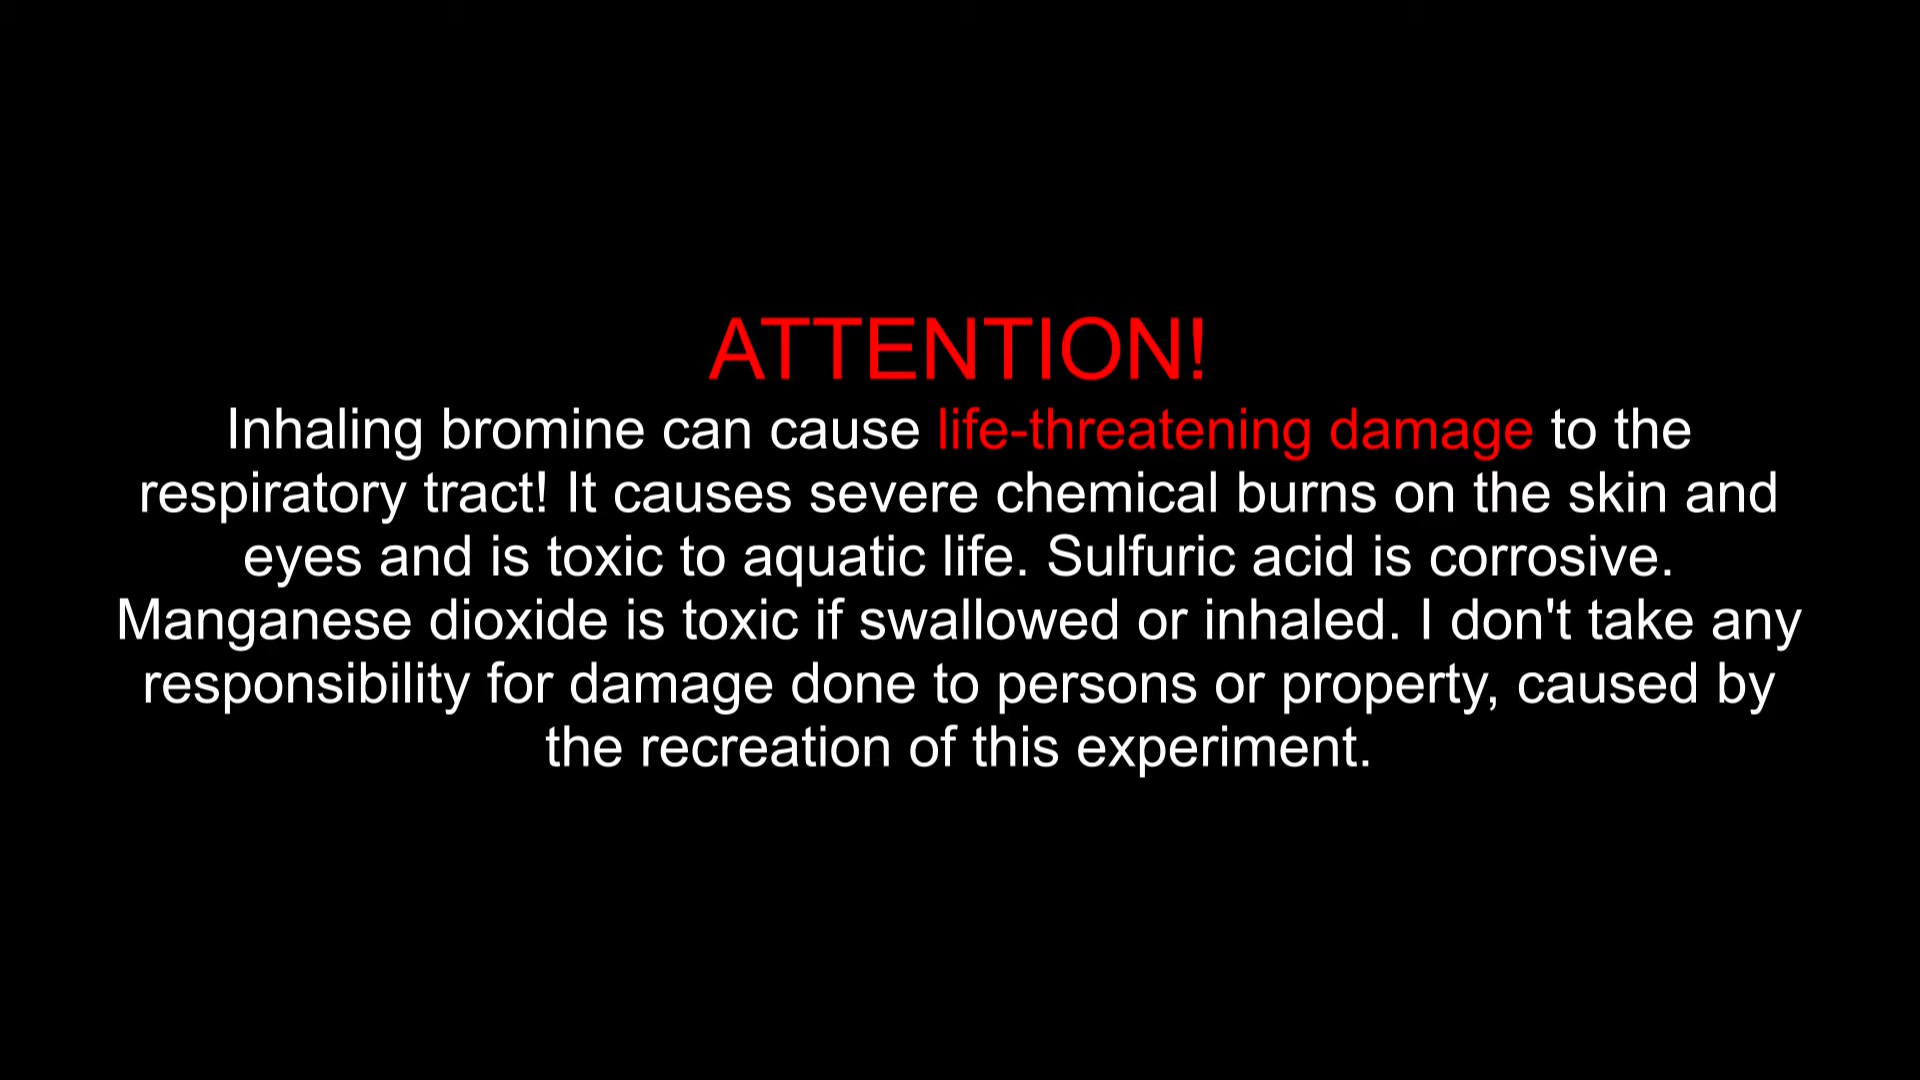 ATTENTION!
Inhaling bromine can cause life-threatening damage to the
respiratory tract! It causes severe chemical burns on the skin and
eyes and is toxic to aquatic life. Sulfuric acid is corrosive.
Manganese dioxide is toxic if swallowed or inhaled. I don't take any
responsibility for damage done to persons or property, caused by
the recreation of this experiment.